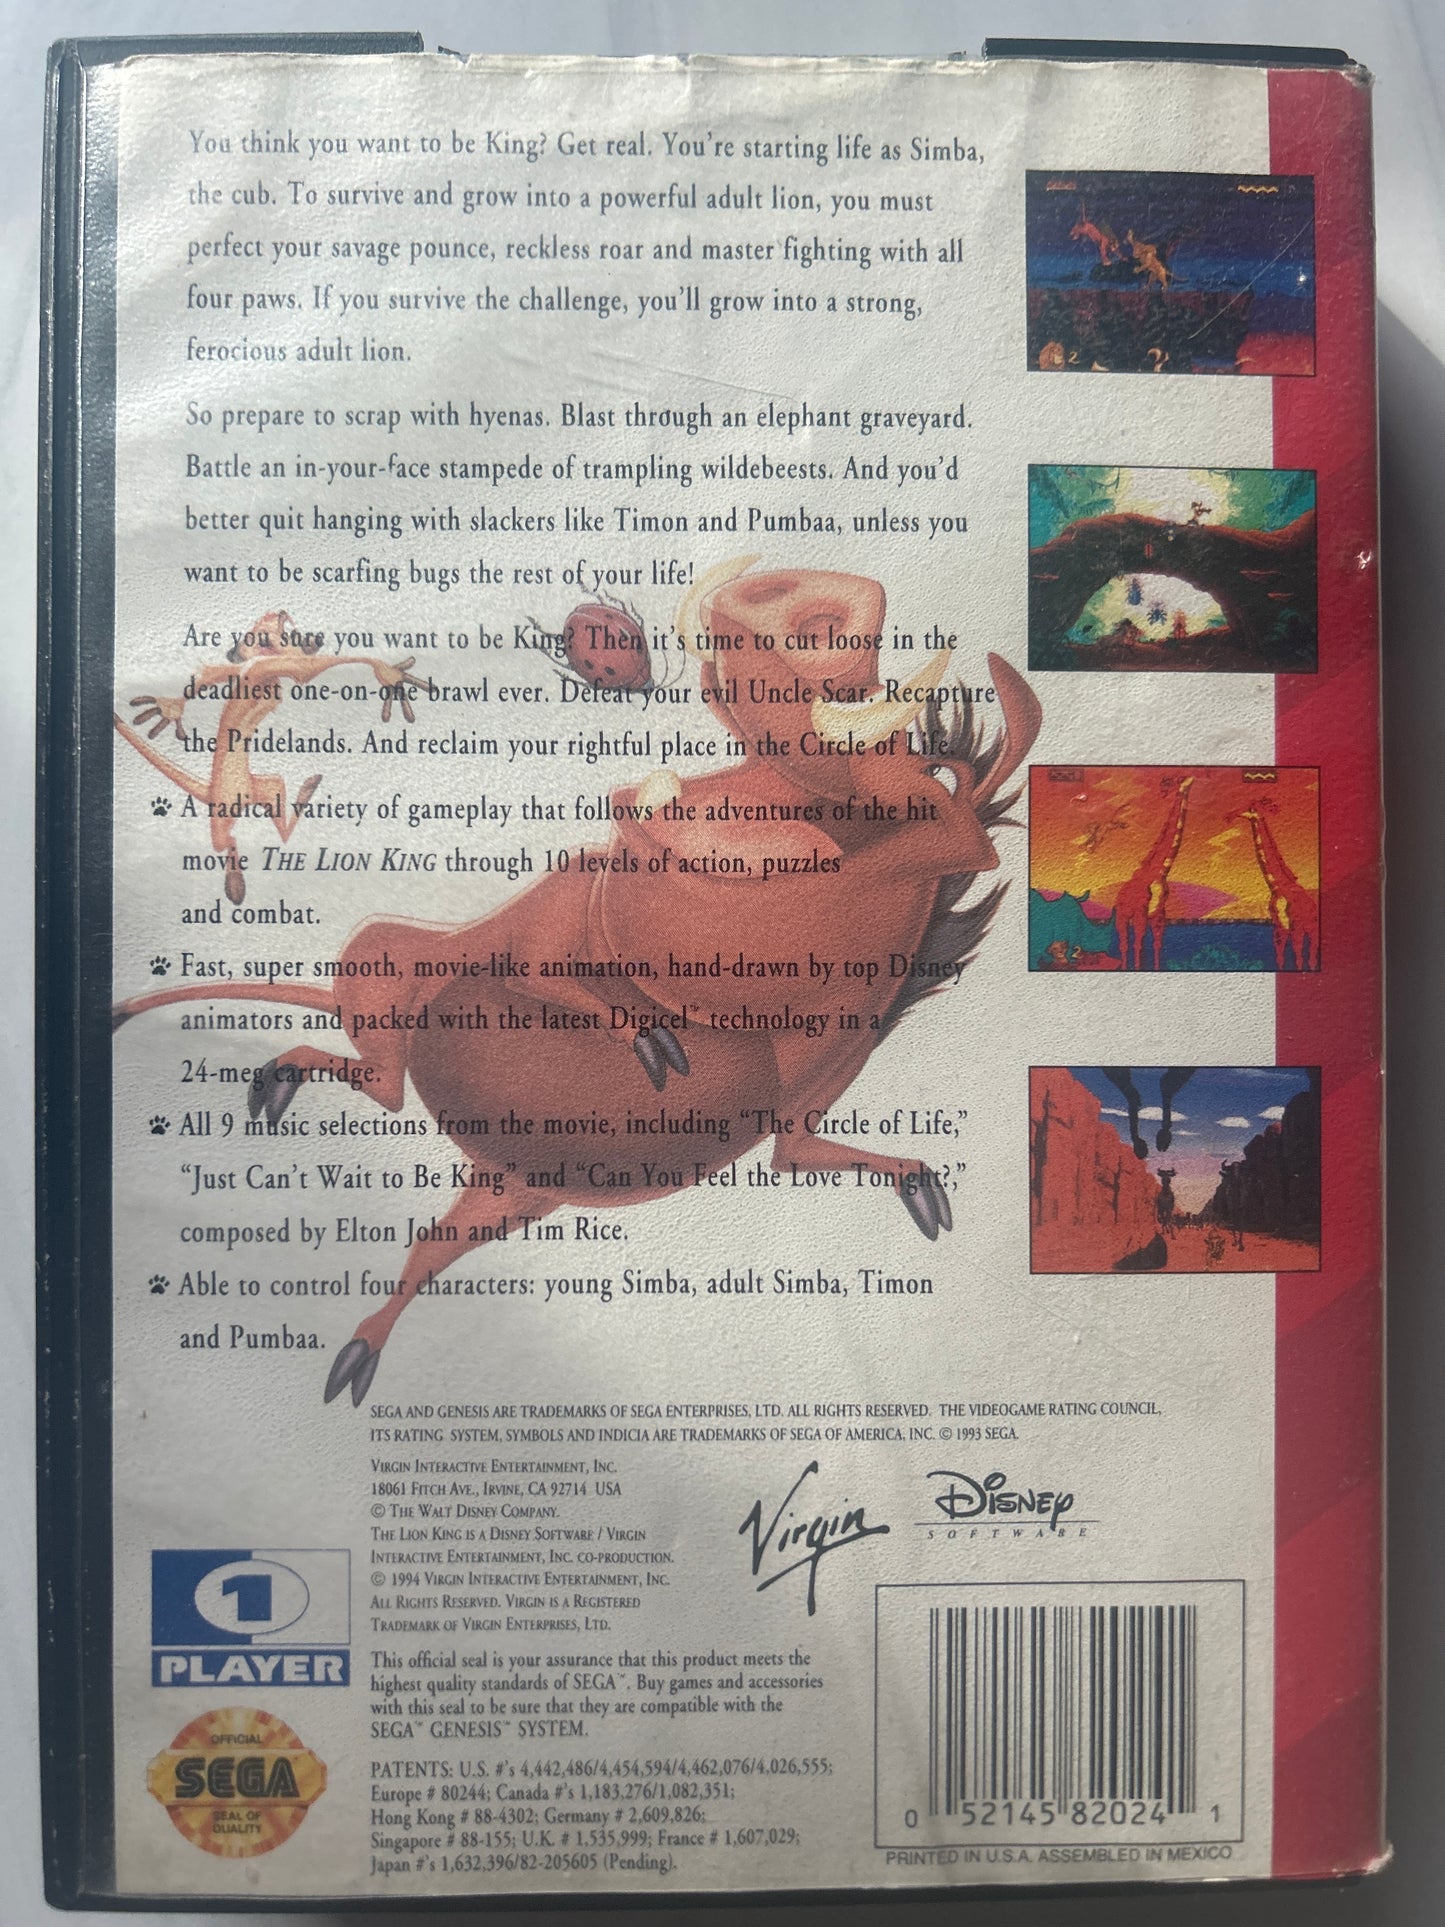 You think you want to be King? Get real. You're starting life as Simba,
the cub. To survive and grow into a powerful adult lion, you must
perfect your savage pounce, reckless roar and master fighting with all
four paws. If you survive the challenge, you'll grow into a strong,
ferocious adult lion.
So prepare to scrap with hyenas. Blast through an elephant graveyard.
Battle an in-your-face stampede of trampling wildebeests. And you'd
better quit hanging with slackers like Timon and Pumbaa, unless you
want to be scarfing bugs the rest of your life!
Are you sure you want to be King? Then it's time to cut loose in the
deadliest one-on-one brawl ever. Defeat your evil Uncle Scar. Recapture
the Pridelands. And reclaim your rightful place in the Circle of Life.
A radical variety of gameplay that follows the adventures of the hit
movie THE LION KING through 10 levels of action, puzzles
and combat.
Fast, super smooth, movie-like animation, hand-drawn by top Disney
animators and packed with the latest Digicel™ technology in a
24-meg cartridge.
All 9 music selections from the movie, including "The Circle of Life,"
"Just Can't Wait to Be King" and "Can You Feel the Love Tonight?,"
composed by Elton John and Tim Rice.
Able to control four characters: young Simba, adult Simba, Timon
and Pumbaa.
SEGA AND GENESIS ARE TRADEMARKS OF SEGA ENTERPRISES, LTD. ALL RIGHTS RESERVED. THE VIDEOGAME RATING COUNCIL,
ITS RATING SYSTEM, SYMBOLS AND INDICIA ARE TRADEMARKS OF SEGA OF AMERICA, INC. © 1993 SEGA.
VIRGIN INTERACTIVE ENTERTAINMENT, INC.
18061 FITCH AVE., IRVINE, CA 92714 USA
© THE WALT DISNEY COMPANY.
THE LION KING IS A DISNEY SOFTWARE / VIRGIN
INTERACTIVE ENTERTAINMENT, INC. CO-PRODUCTION.
© 1994 VIRGIN INTERACTIVE ENTERTAINMENT, INC.
ALL RIGHTS RESERVED. VIRGIN IS A REGISTERED
TRADEMARK OF VIRGIN ENTERPRISES, LTD.
Virgin
DISNEY
SOFTWARE
1
PLAYER
This official seal is your assurance that this product meets the
highest quality standards of SEGA™. Buy games and accessories
with this seal to be sure that they are compatible with the
SEGA™ GENESIS™ SYSTEM.
OFFICIAL
SEGA
SEAL OF
QUALITY
PATENTS: U.S. #'s 4,442,486/4,454,594/4,462,076/4,026,555;
Europe # 80244; Canada #'s 1,183,276/1,082,351;
Hong Kong # 88-4302; Germany # 2,609,826;
Singapore # 88-155; U.K. # 1,535,999; France # 1,607,029;
Japan #'s 1,632,396/82-205605 (Pending).
0 52145 82024 1
PRINTED IN U.S.A. ASSEMBLED IN MEXICO
2
2